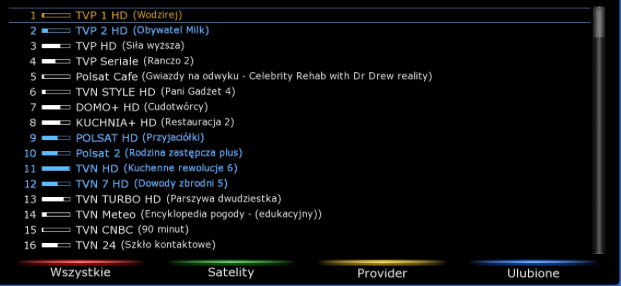 1 TVP 1 HD (Wodzirej)
2 TVP 2 HD (Obywatel Milk)
3 TVP HD (Siła wyższa)
4 TVP Seriale (Ranczo 2)
5 Polsat Cafe (Gwiazdy na odwyku - Celebrity Rehab with Dr Drew reality)
6 TVN STYLE HD (Pani Gadżet 4)
7 DOMO+ HD (Cudotwórcy)
8 KUCHNIA+ HD (Restauracja 2)
9 POLSAT HD (Przyjaciółki)
10 Polsat 2 (Rodzina zastępcza plus)
11 TVN HD (Kuchenne rewolucje 6)
12 TVN 7 HD (Dowody zbrodni 5)
13 TVN TURBO HD (Parszywa dwudziestka)
14 TVN Meteo (Encyklopedia pogody - (edukacyjny))
15 TVN CNBC (90 minut)
16 TVN 24 (Szkło kontaktowe)
Wszystkie Satelity Provider Ulubione